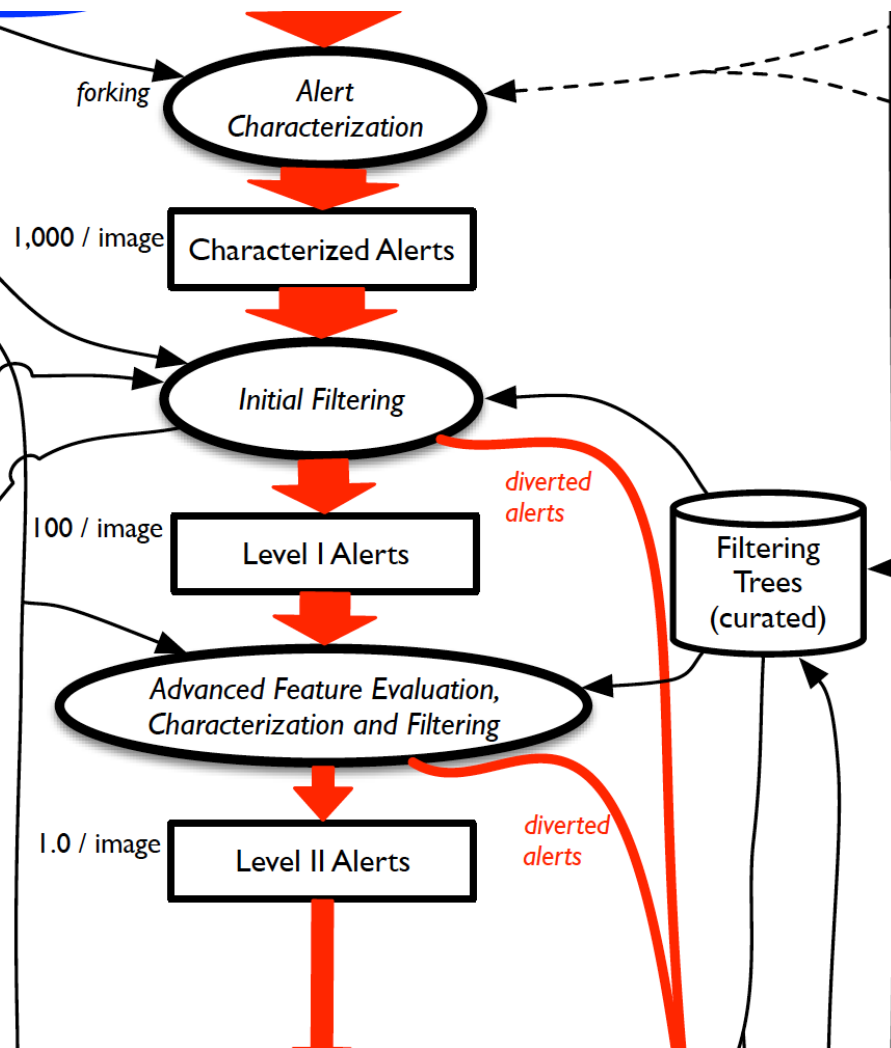 forking
Alert
Characterization
1,000 / image
Characterized Alerts
Initial Filtering
diverted
alerts
100 / image
Level I Alerts
Filtering
Trees
(curated)
Advanced Feature Evaluation,
Characterization and Filtering
diverted
alerts
1.0 / image
Level II Alerts